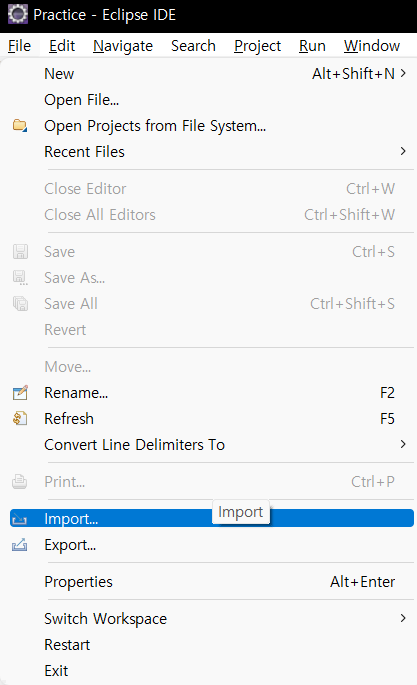 Practice - Eclipse IDE
File Edit Navigate Search Project Run Window
New Alt+Shift+N
Open File...
Open Projects from File System...
Recent Files
Close Editor Ctrl+W
Close All Editors Ctrl+Shift+W
Save Ctrl+S
Save As...
Save All Ctrl+Shift+S
Revert
Move...
Rename... F2
Refresh F5
Convert Line Delimiters To
Print... Ctrl+P
Import... Import
Export...
Properties Alt+Enter
Switch Workspace
Restart
Exit